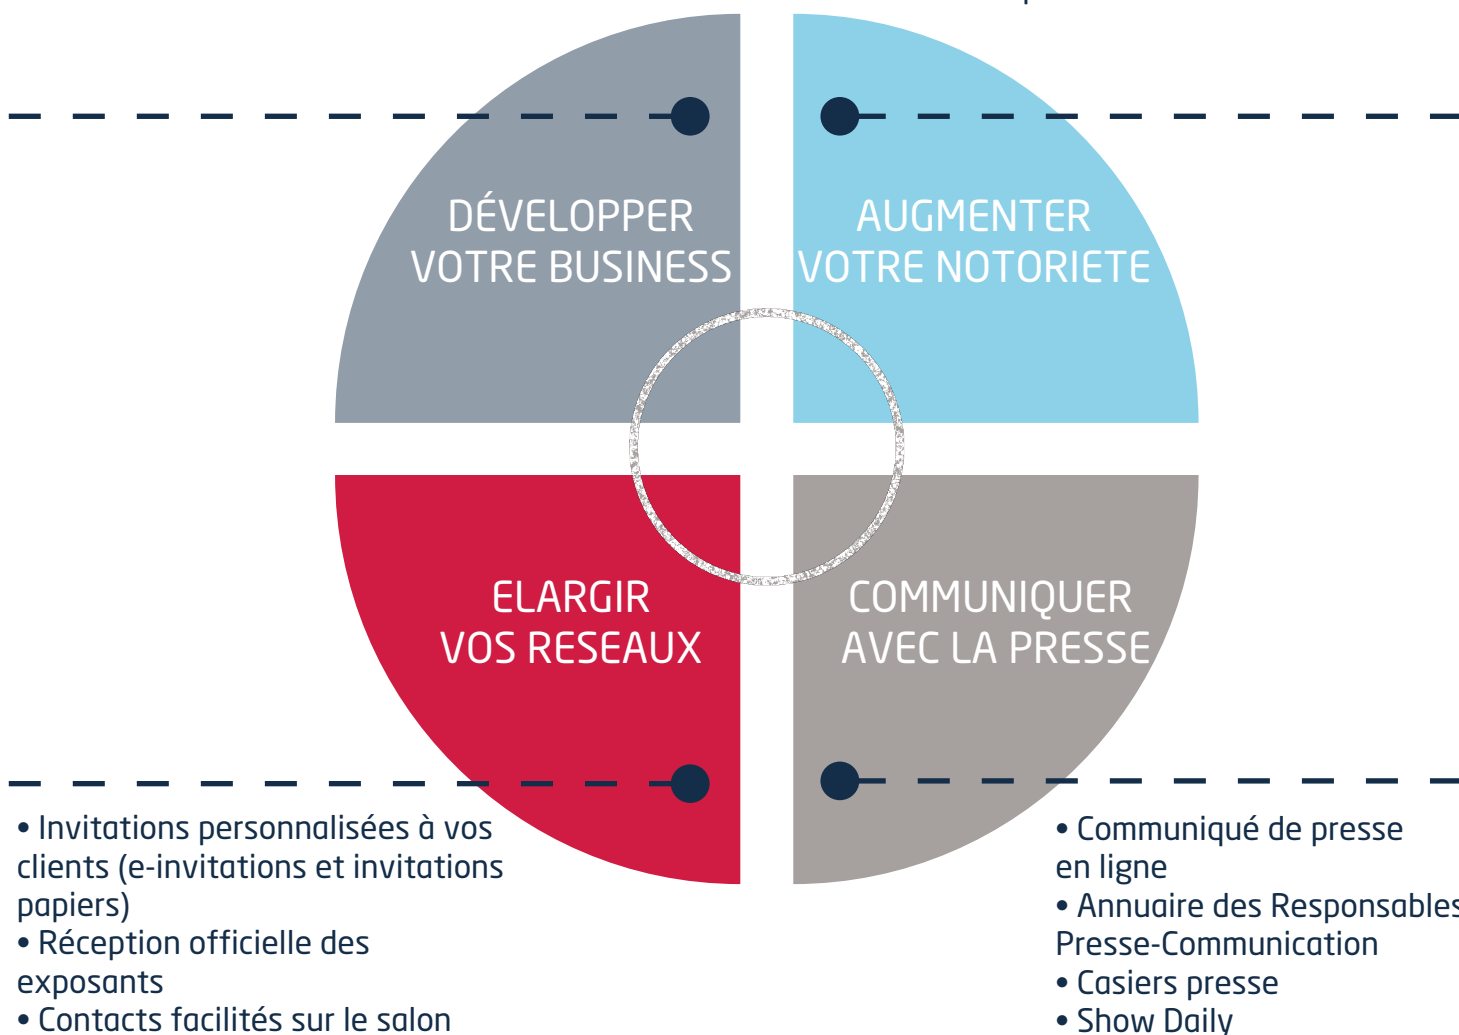 DÉVELOPPER
VOTRE BUSINESS
AUGMENTER
VOTRE NOTORIETE
ELARGIR
VOS RESEAUX
COMMUNIQUER
AVEC LA PRESSE
• Invitations personnalisées à vos
clients (e-invitations et invitations
papiers)
• Réception officielle des
exposants
• Contacts facilités sur le salon
• Communiqué de presse
en ligne
• Annuaire des Responsables
Presse-Communication
• Casiers presse
• Show Daily